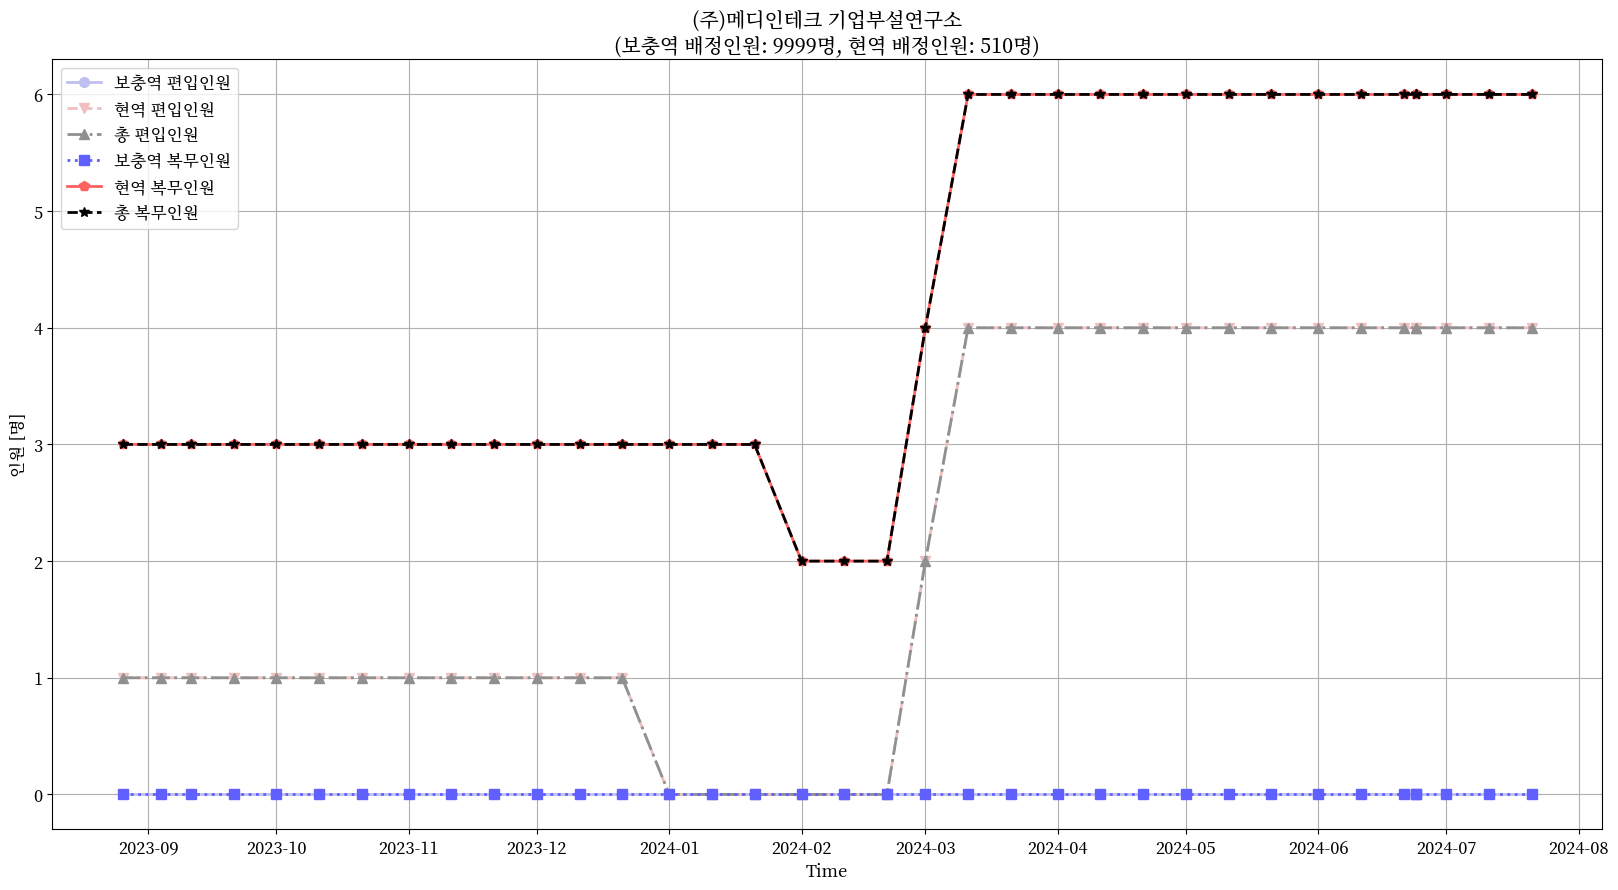 (주)메디인테크 기업부설연구소
(보충역 배정인원: 9999명, 현역 배정인원: 510명)
보충역 편입인원
현역 편입인원
총 편입인원
보충역 복무인원
현역 복무인원
총 복무인원
6
5
4
3
2
1
0
인원 [명]
2023-09 2023-10 2023-11 2023-12 2024-01 2024-02 2024-03 2024-04 2024-05 2024-06 2024-07 2024-08
Time